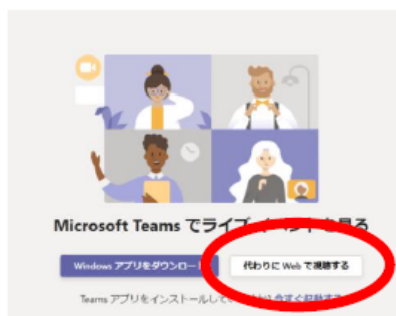 Microsoft Teams でライブ イベントを見る
Windows アプリをダウンロード
代わりに Web で視聴する
Teams アプリをインストールして 今すぐ起動する